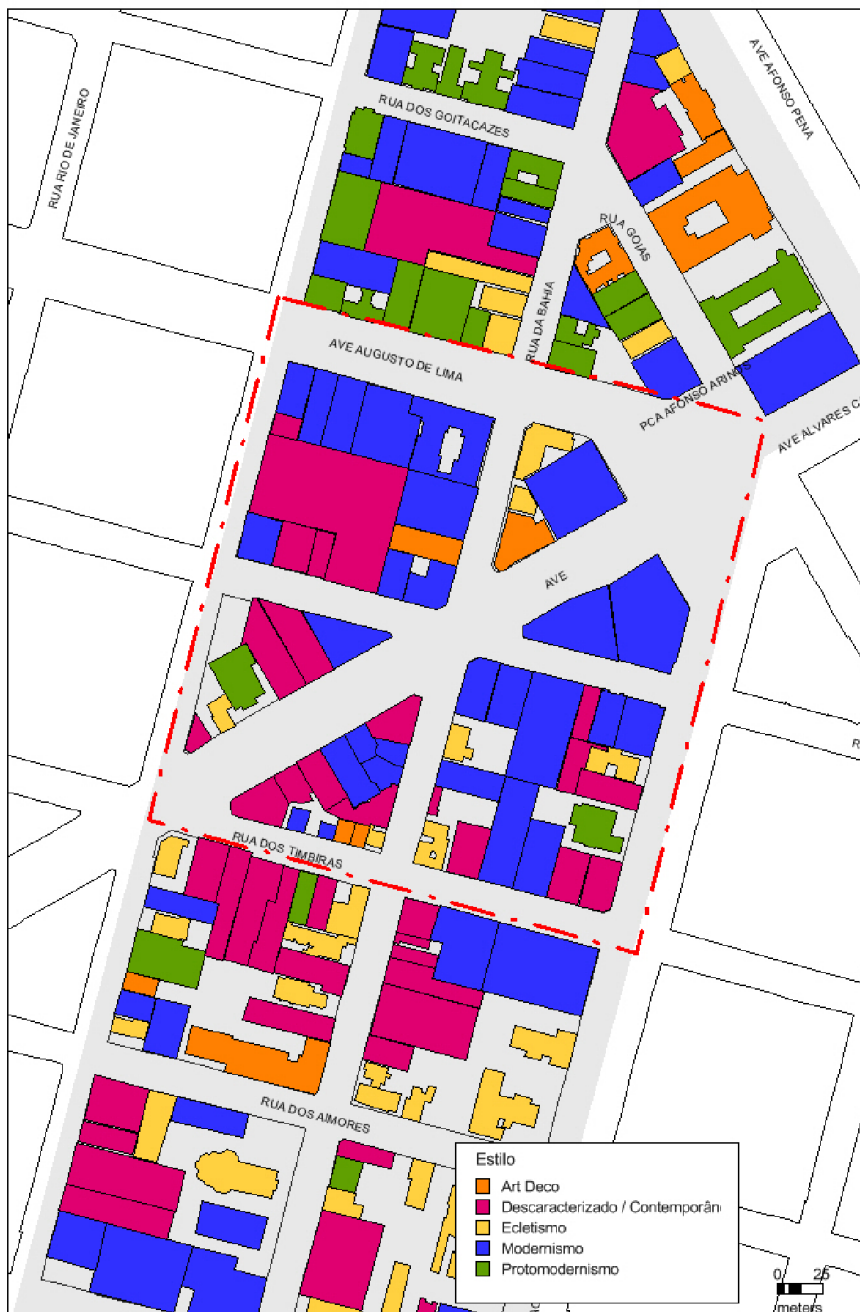 AVE AFONSO PENA
RUA DOS GOITACAZES
RUA RIO DE JANEIRO
RUA GOIAS
RUA DA BAHIA
AVE AUGUSTO DE LIMA
PCA AFONSO ARINOS
AVE ALVARES C
AVE
R
RUA DOS TIMBIRAS
RUA DOS AIMORES
Estilo
Art Deco
Descaracterizado / Contemporân
Ecletismo
Modernismo
Protomodernismo
0 25
meters